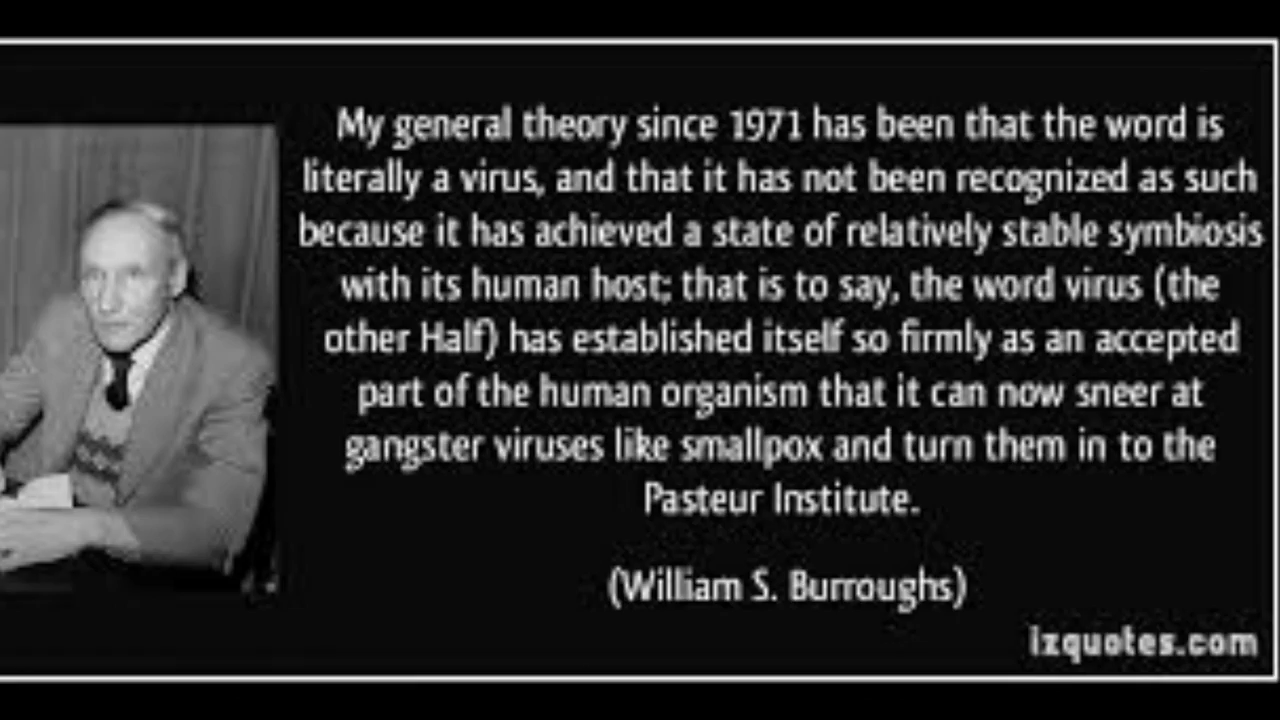 My general theory since 1971 has been that the word is
literally a virus, and that it has not been recognized as such
because it has achieved a state of relatively stable symbiosis
with its human host; that is to say, the word virus (the
other Half) has established itself so firmly as an accepted
part of the human organism that it can now sneer at
gangster viruses like smallpox and turn them in to the
Pasteur Institute.
(William S. Burroughs)
izquotes.com